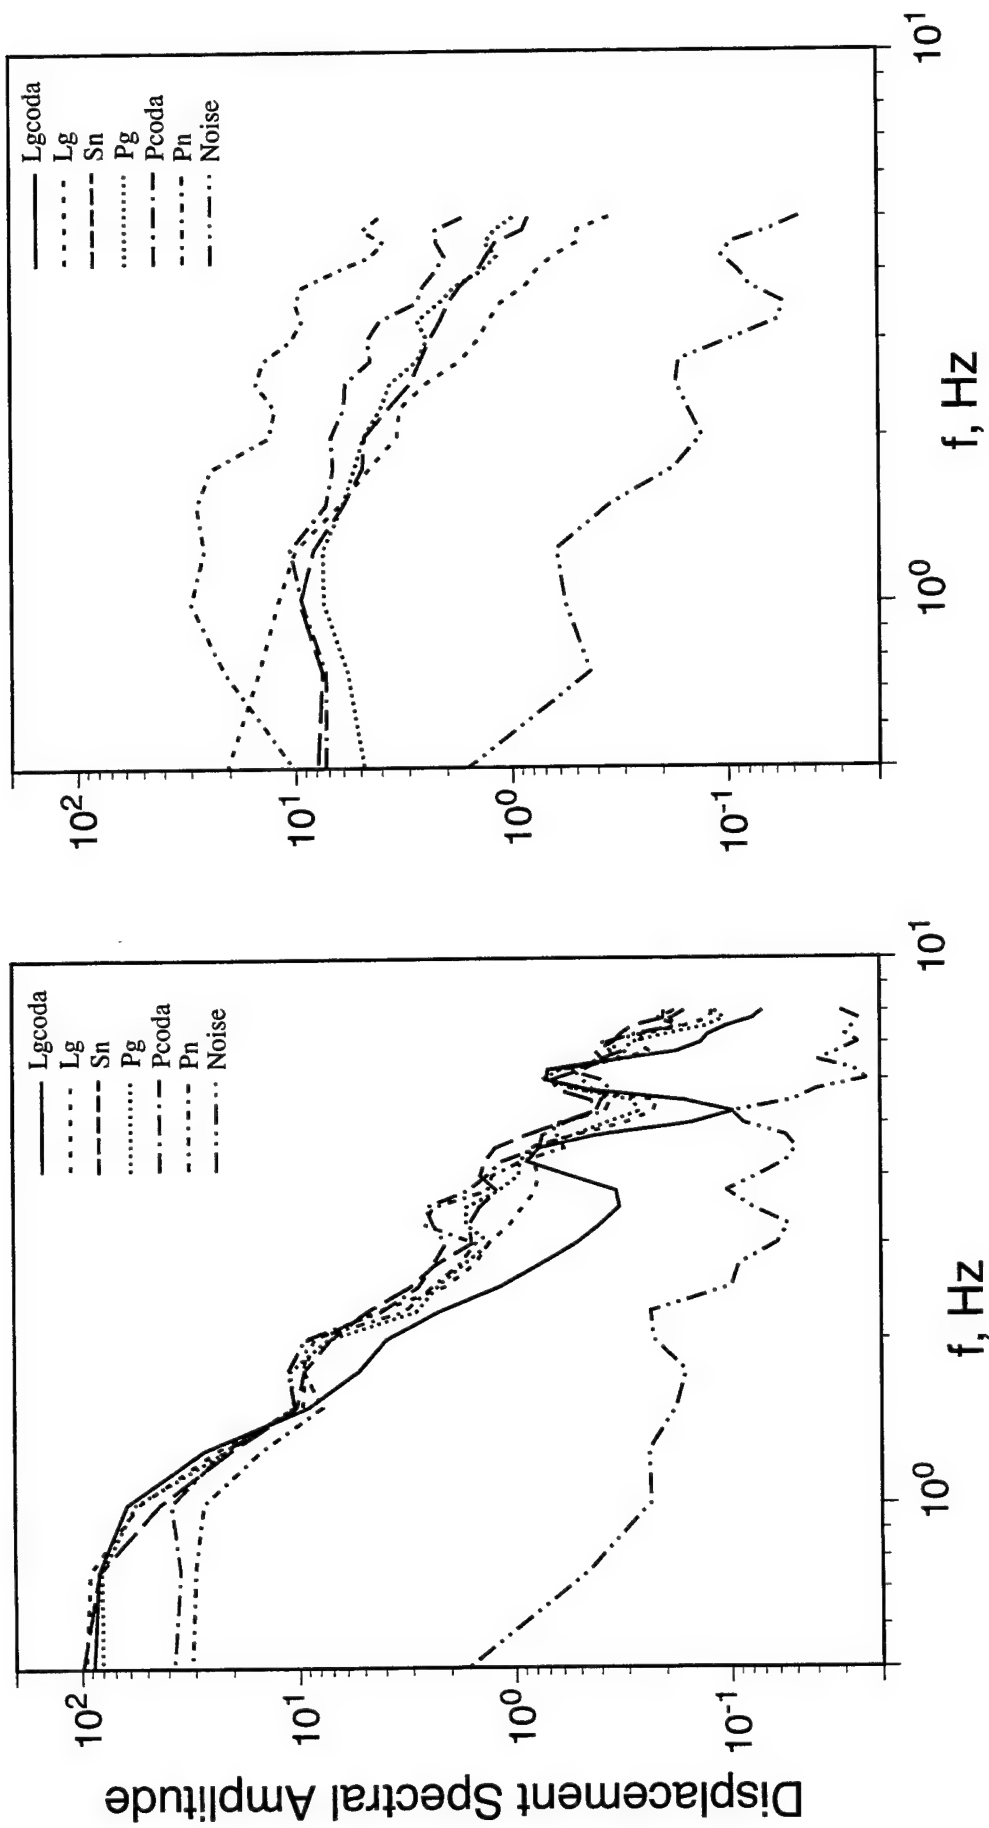 Displacement Spectral Amplitude
10²
10¹
10⁰
10⁻¹
Lgcoda
Lg
Sn
Pg
Pcoda
Pn
Noise
10⁰
10¹
f, Hz
10²
10¹
10⁰
10⁻¹
Lgcoda
Lg
Sn
Pg
Pcoda
Pn
Noise
10⁰
10¹
f, Hz